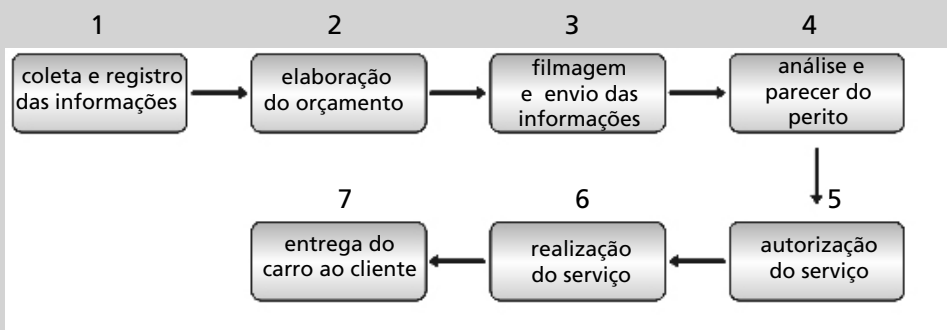 1
2
3
4
coleta e registro
das informações
elaboração
do orçamento
filmagem
e envio das
informações
análise e
parecer do
perito
7
6
5
entrega do
carro ao cliente
realização
do serviço
autorização
do serviço